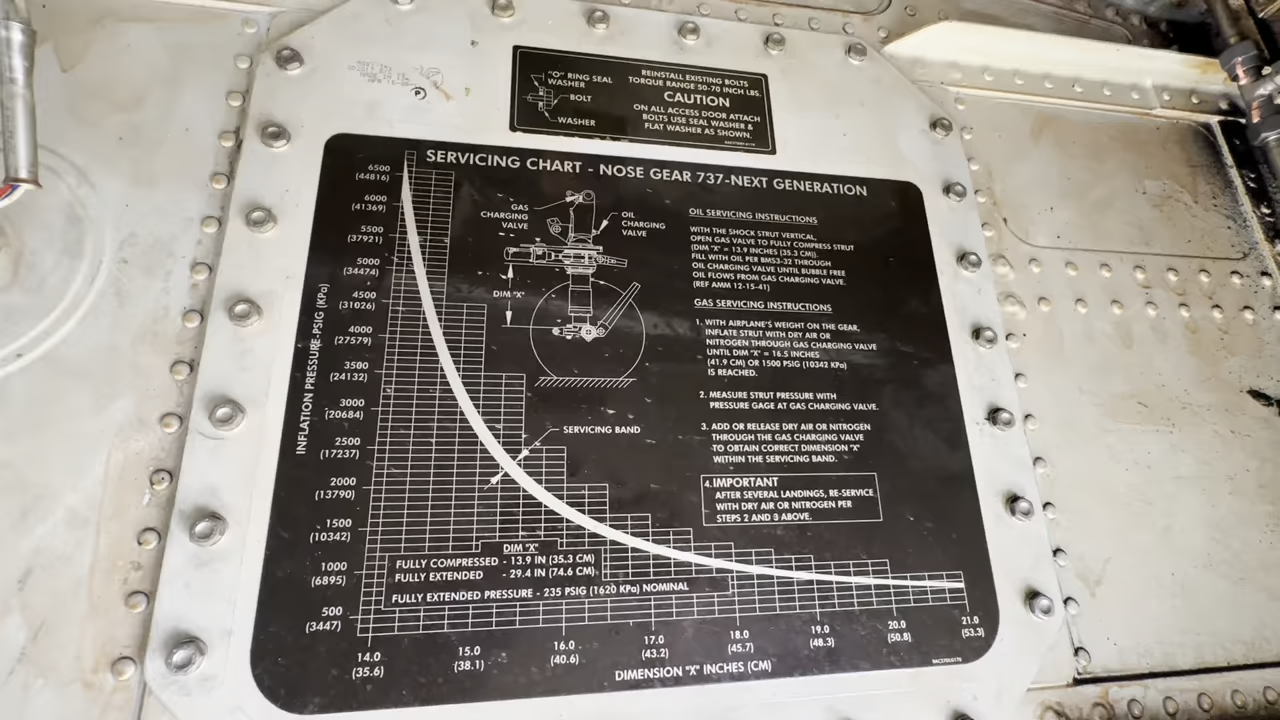 "O" RING SEAL
WASHER
BOLT
WASHER
REINSTALL EXISTING BOLTS
TORQUE RANGE 50-70 INCH LBS.
CAUTION
ON ALL ACCESS DOOR ATTACH
BOLTS USE SEAL WASHER &
FLAT WASHER AS SHOWN.
SERVICING CHART - NOSE GEAR 737-NEXT GENERATION
INFLATION PRESSURE-PSIG (KPa)
6500
(44816)
6000
(41369)
5500
(37921)
5000
(34474)
4500
(31026)
4000
(27579)
3500
(24132)
3000
(20684)
2500
(17237)
2000
(13790)
1500
(10342)
1000
(6895)
500
(3447)
GAS
CHARGING
VALVE
OIL
CHARGING
VALVE
DIM "X"
SERVICING BAND
OIL SERVICING INSTRUCTIONS
WITH THE SHOCK STRUT VERTICAL,
OPEN GAS VALVE TO FULLY COMPRESS STRUT
(DIM "X" = 13.9 INCHES (35.3 CM)).
FILL WITH OIL PER BMS3-32 THROUGH
OIL CHARGING VALVE UNTIL BUBBLE FREE
OIL FLOWS FROM GAS CHARGING VALVE.
(REF AMM 12-15-41)
GAS SERVICING INSTRUCTIONS
1. WITH AIRPLANE'S WEIGHT ON THE GEAR,
INFLATE STRUT WITH DRY AIR OR
NITROGEN THROUGH GAS CHARGING VALVE
UNTIL DIM "X" = 16.5 INCHES
(41.9 CM) OR 1500 PSIG (10342 KPa)
IS REACHED.
2. MEASURE STRUT PRESSURE WITH
PRESSURE GAGE AT GAS CHARGING VALVE.
3. ADD OR RELEASE DRY AIR OR NITROGEN
THROUGH THE GAS CHARGING VALVE
TO OBTAIN CORRECT DIMENSION "X"
WITHIN THE SERVICING BAND.
4. IMPORTANT
AFTER SEVERAL LANDINGS, RE-SERVICE
WITH DRY AIR OR NITROGEN PER
STEPS 2 AND 3 ABOVE.
DIM "X"
FULLY COMPRESSED - 13.9 IN (35.3 CM)
FULLY EXTENDED - 29.4 IN (74.6 CM)
FULLY EXTENDED PRESSURE - 235 PSIG (1620 KPa) NOMINAL
14.0
(35.6)
15.0
(38.1)
16.0
(40.6)
17.0
(43.2)
18.0
(45.7)
19.0
(48.3)
20.0
(50.8)
21.0
(53.3)
DIMENSION "X" INCHES (CM)